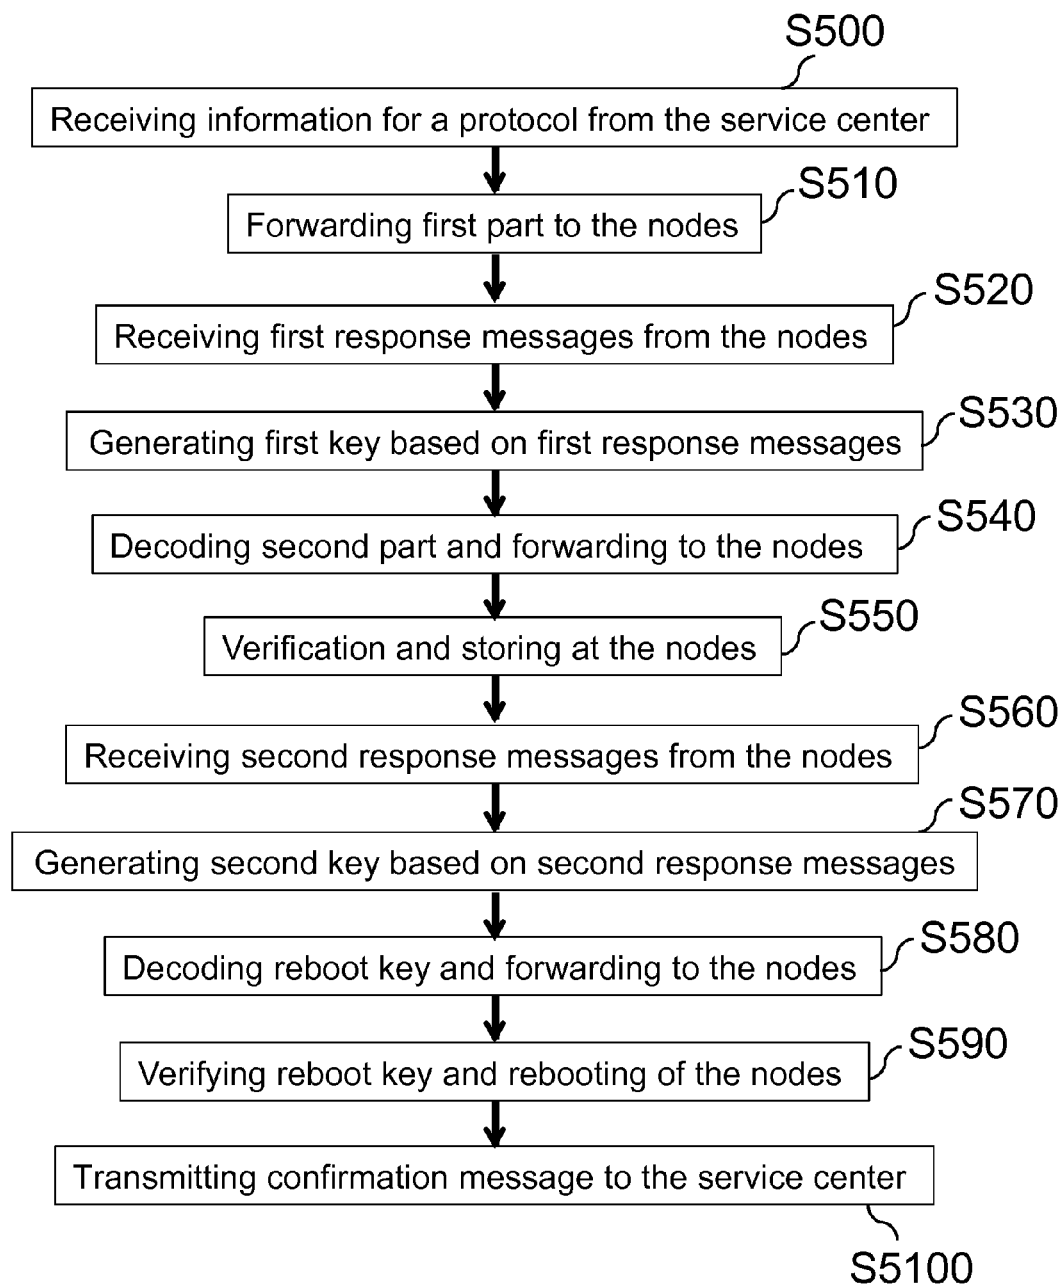 S500
Receiving information for a protocol from the service center
S510
Forwarding first part to the nodes
S520
Receiving first response messages from the nodes
S530
Generating first key based on first response messages
S540
Decoding second part and forwarding to the nodes
S550
Verification and storing at the nodes
S560
Receiving second response messages from the nodes
S570
Generating second key based on second response messages
S580
Decoding reboot key and forwarding to the nodes
S590
Verifying reboot key and rebooting of the nodes
Transmitting confirmation message to the service center
S5100